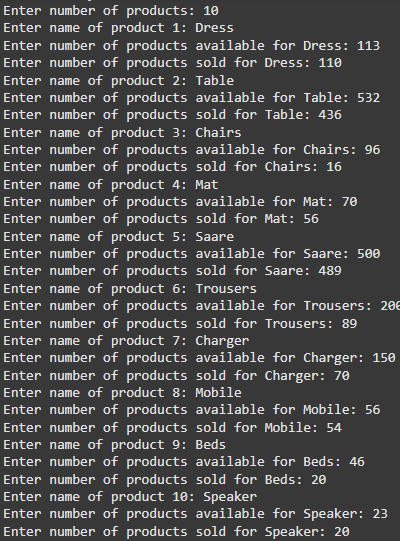 Enter number of products: 10
Enter name of product 1: Dress
Enter number of products available for Dress: 113
Enter number of products sold for Dress: 110
Enter name of product 2: Table
Enter number of products available for Table: 532
Enter number of products sold for Table: 436
Enter name of product 3: Chairs
Enter number of products available for Chairs: 96
Enter number of products sold for Chairs: 16
Enter name of product 4: Mat
Enter number of products available for Mat: 70
Enter number of products sold for Mat: 56
Enter name of product 5: Saare
Enter number of products available for Saare: 500
Enter number of products sold for Saare: 489
Enter name of product 6: Trousers
Enter number of products available for Trousers: 200
Enter number of products sold for Trousers: 89
Enter name of product 7: Charger
Enter number of products available for Charger: 150
Enter number of products sold for Charger: 70
Enter name of product 8: Mobile
Enter number of products available for Mobile: 56
Enter number of products sold for Mobile: 54
Enter name of product 9: Beds
Enter number of products available for Beds: 46
Enter number of products sold for Beds: 20
Enter name of product 10: Speaker
Enter number of products available for Speaker: 23
Enter number of products sold for Speaker: 20